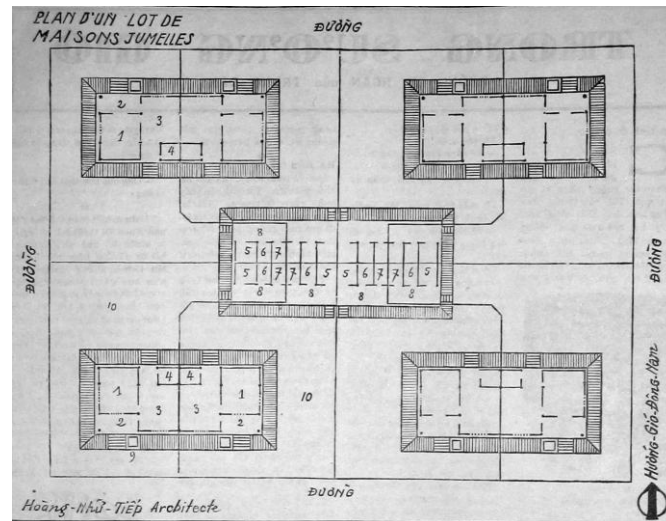 PLAN D'UN LOT DE
MAISONS JUMELLES
ĐƯỜNG
2
3
1
4
8
5 6 7
5 6 7 7 6 5 5 6 7 7 6 5
8 8 8 8
ĐƯỜNG
ĐƯỜNG
10
4 4
1 1
10
3 3
2 2
9
ĐƯỜNG
Hoàng-Như-Tiếp Architecte
Hướng-Gió-Đông-Nam